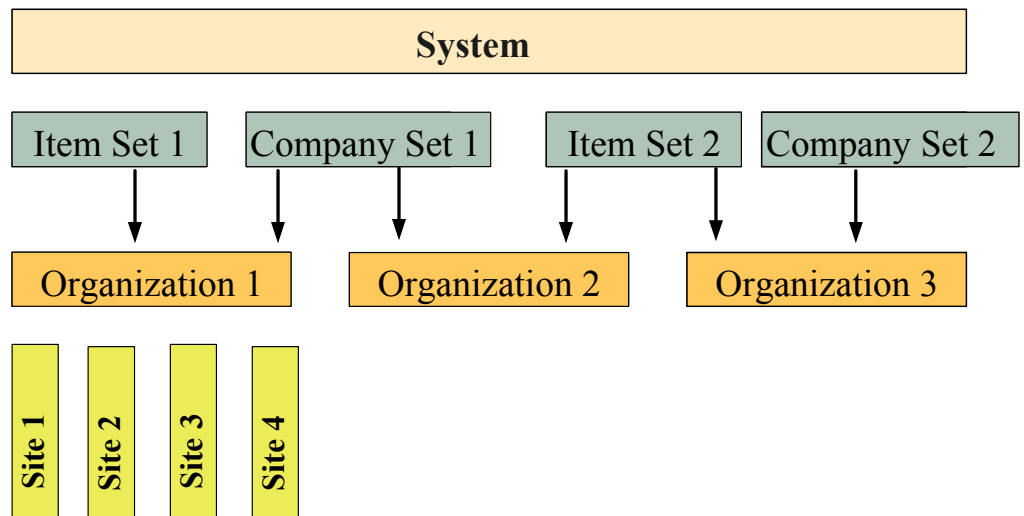 System
Item Set 1
Company Set 1
Item Set 2
Company Set 2
Organization 1
Organization 2
Organization 3
Site 1
Site 2
Site 3
Site 4